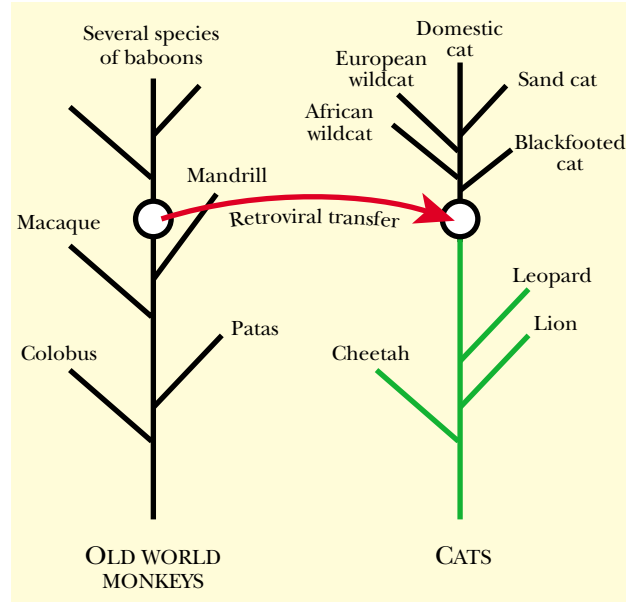 Several species
of baboons
Mandrill
Macaque
Colobus
Patas
OLD WORLD
MONKEYS
Retroviral transfer
Domestic
cat
European
wildcat
Sand cat
African
wildcat
Blackfooted
cat
Leopard
Lion
Cheetah
CATS